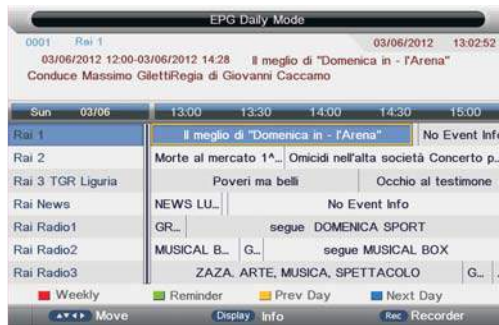 EPG Daily Mode
0001 Rai 1 03/06/2012 13:02:52
03/06/2012 12:00-03/06/2012 14:28 Il meglio di "Domenica in - l'Arena"
Conduce Massimo GilettiRegia di Giovanni Caccamo
Sun 03/06 13:00 13:30 14:00 14:30 15:00
Rai 1 Il meglio di "Domenica in - l'Arena" No Event Info
Rai 2 Morte al mercato 1^... Omicidi nell'alta società Concerto p...
Rai 3 TGR Liguria Poveri ma belli Occhio al testimone
Rai News NEWS LU... No Event Info
Rai Radio1 GR... segue DOMENICA SPORT
Rai Radio2 MUSICAL B... G... segue MUSICAL BOX
Rai Radio3 ZAZA. ARTE, MUSICA, SPETTACOLO G... .
Weekly Reminder Prev Day Next Day
Move Display Info Rec Recorder